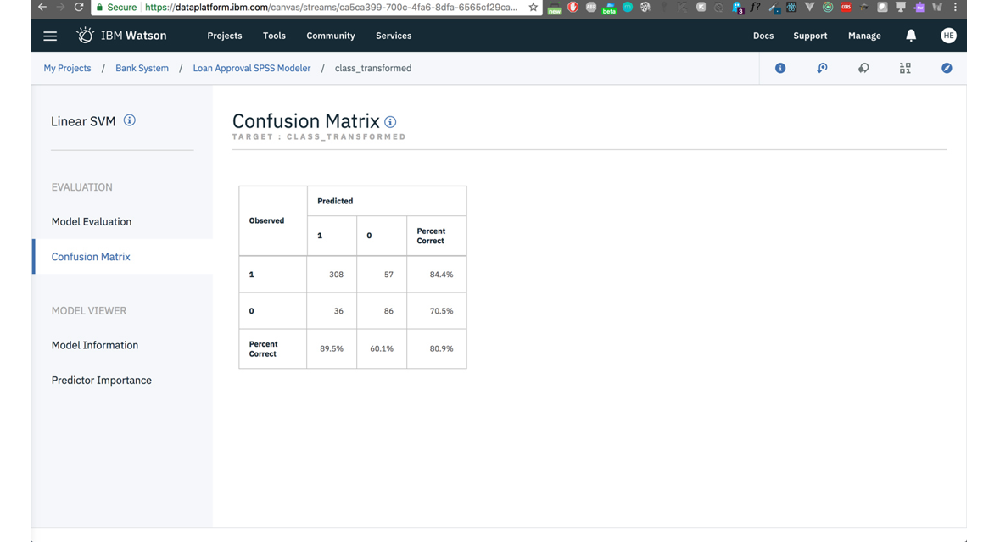 Secure https://dataplatform.ibm.com/canvas/streams/ca5ca399-700c-4fa6-8dfa-6565cf29ca...
new
beta
3
f?
IBM Watson Projects Tools Community Services Docs Support Manage HE
My Projects / Bank System / Loan Approval SPSS Modeler / class_transformed
Linear SVM
EVALUATION
Model Evaluation
Confusion Matrix
MODEL VIEWER
Model Information
Predictor Importance
Confusion Matrix
TARGET : CLASS_TRANSFORMED
Observed Predicted
1 0 Percent Correct
1 308 57 84.4%
0 36 86 70.5%
Percent Correct 89.5% 60.1% 80.9%